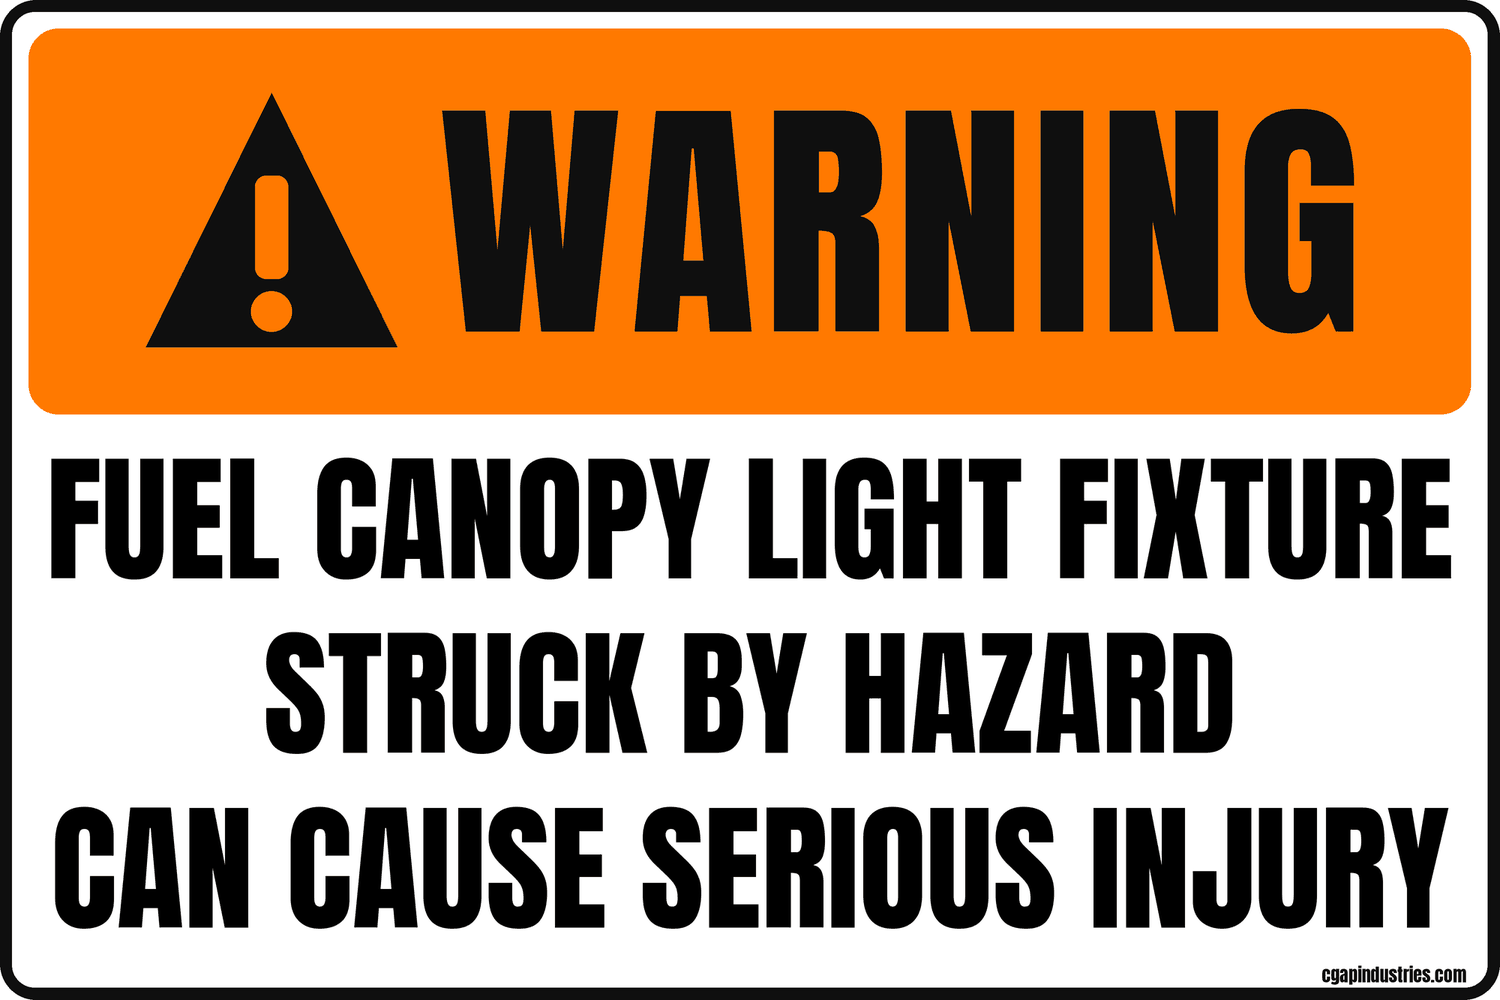 WARNING
FUEL CANOPY LIGHT FIXTURE
STRUCK BY HAZARD
CAN CAUSE SERIOUS INJURY
cgapindustries.com